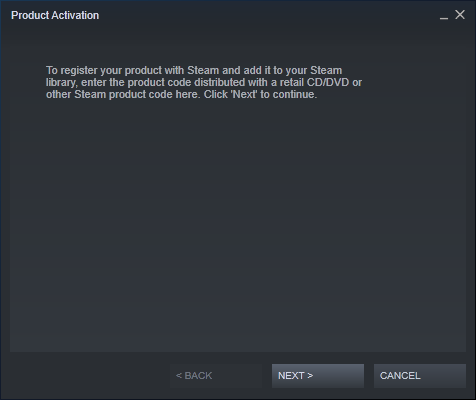 Product Activation
To register your product with Steam and add it to your Steam
library, enter the product code distributed with a retail CD/DVD or
other Steam product code here. Click 'Next' to continue.
< BACK
NEXT >
CANCEL